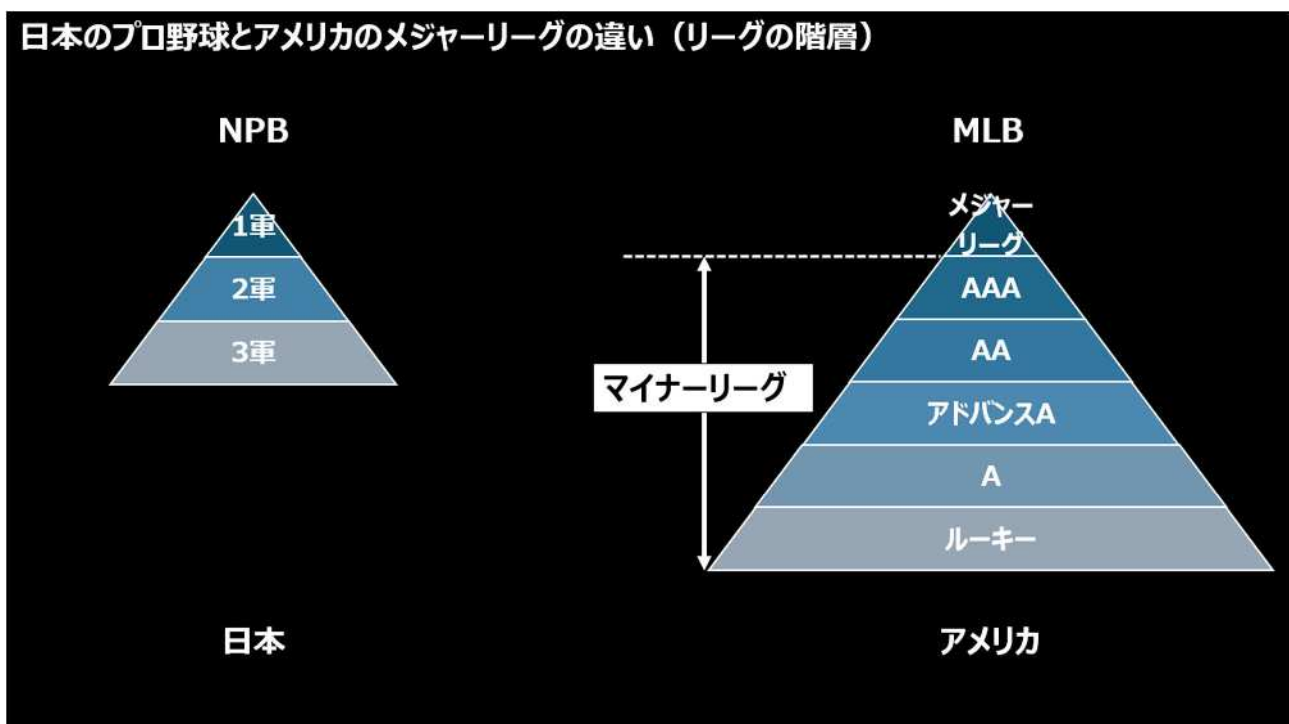 日本のプロ野球とアメリカのメジャーリーグの違い（リーグの階層）
NPB
1軍
2軍
3軍
日本
MLB
メジャー
リーグ
AAA
AA
アドバンスA
A
ルーキー
マイナーリーグ
アメリカ